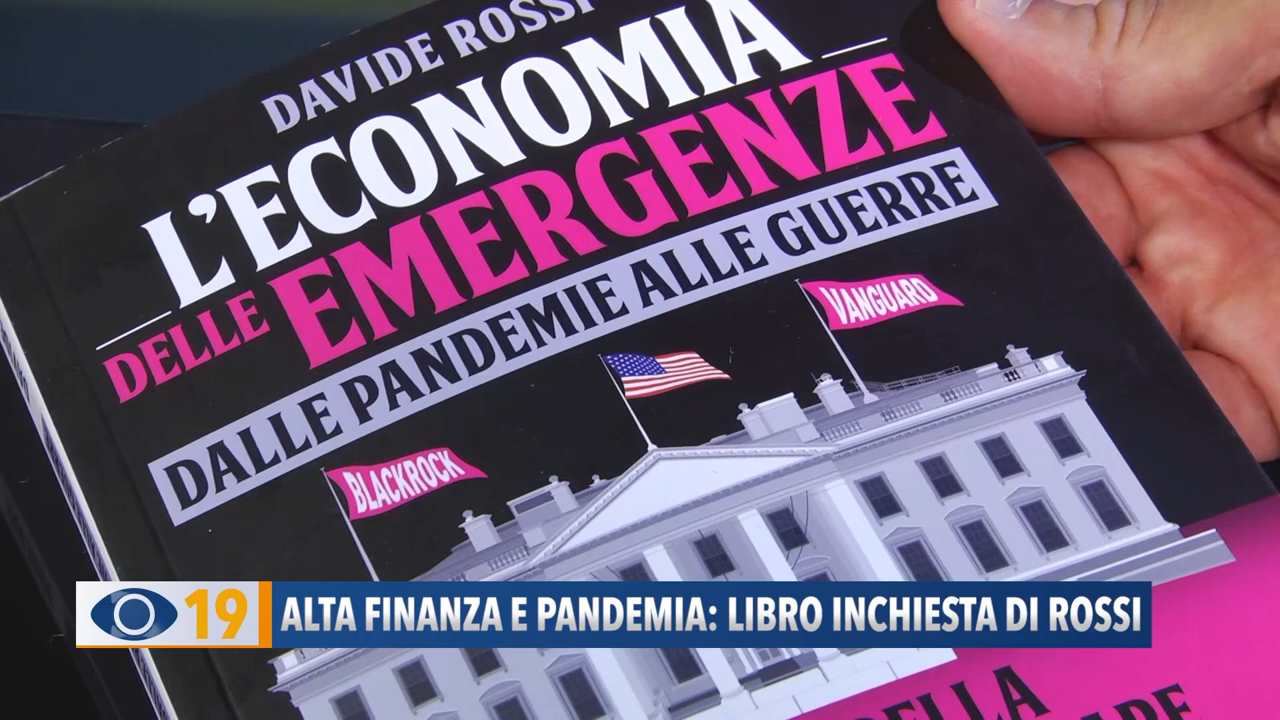 DAVIDE ROSSI
L'ECONOMIA
DELLE EMERGENZE
DALLE PANDEMIE ALLE GUERRE
VANGUARD
BLACKROCK
19 ALTA FINANZA E PANDEMIA: LIBRO INCHIESTA DI ROSSI